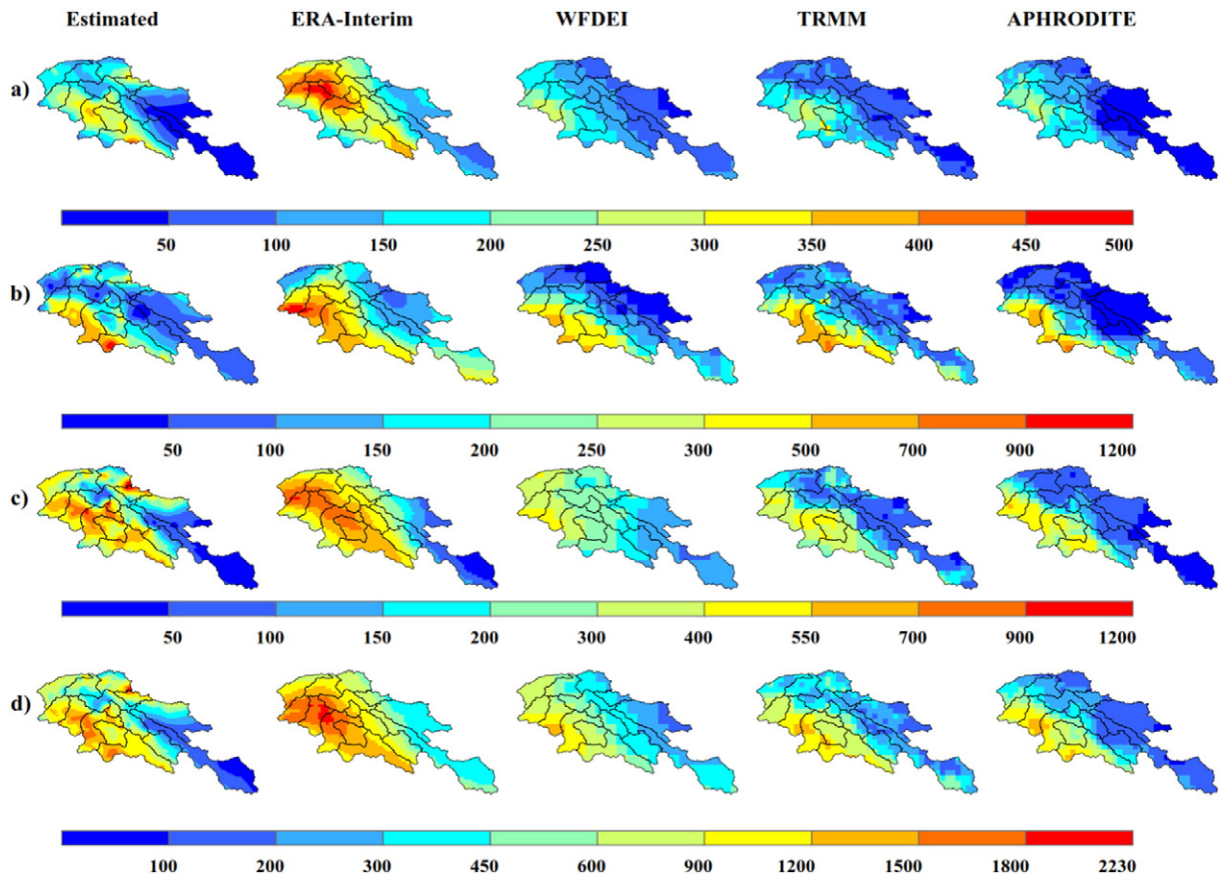 Estimated ERA-Interim WFDEI TRMM APHRODITE
a)
50 100 150 200 250 300 350 400 450 500
b)
50 100 150 200 250 300 500 700 900 1200
c)
50 100 150 200 300 400 550 700 900 1200
d)
100 200 300 450 600 900 1200 1500 1800 2230